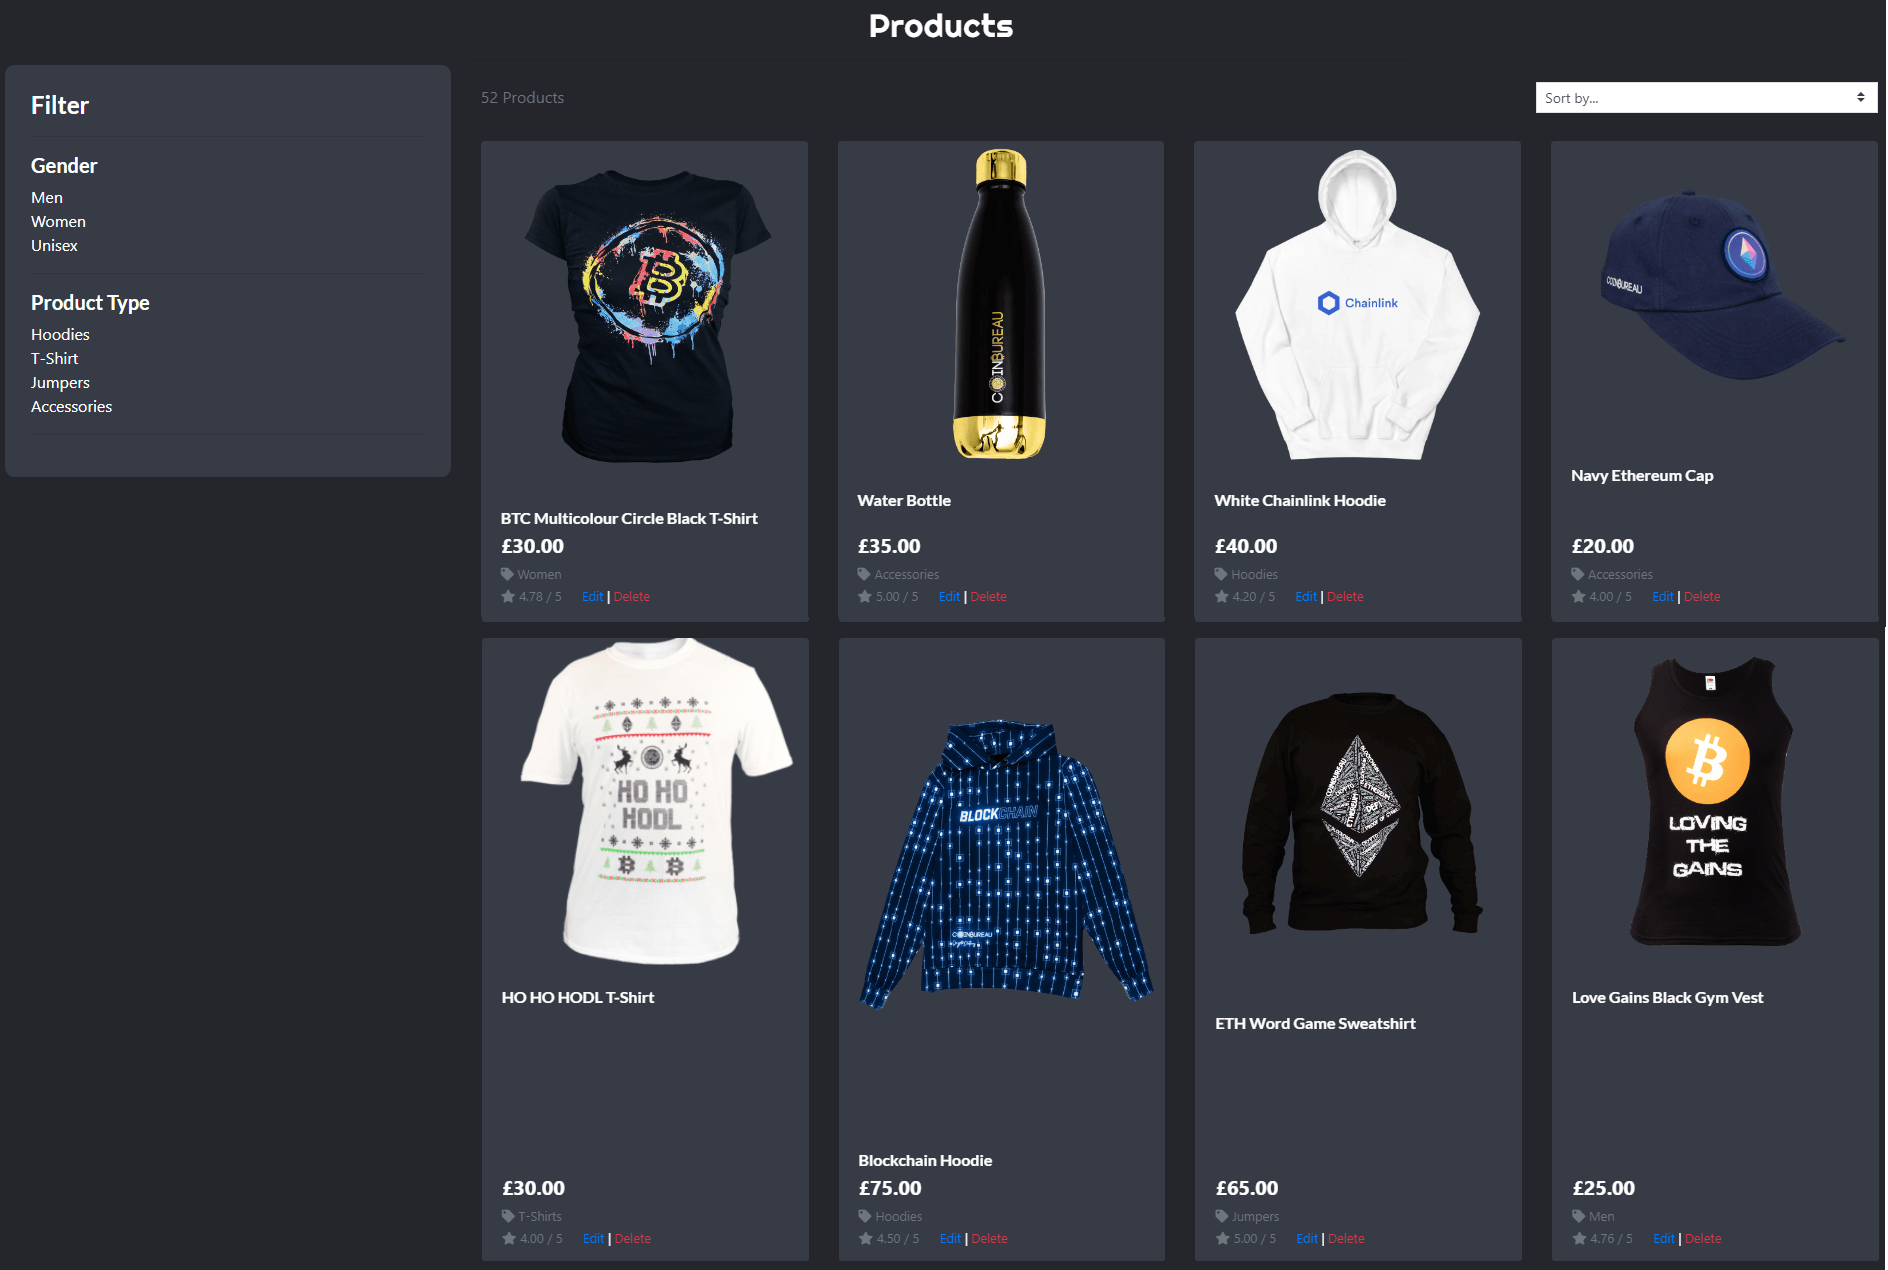 Products
Filter
Gender
Men
Women
Unisex
Product Type
Hoodies
T-Shirt
Jumpers
Accessories
52 Products
Sort by...
COINBUREAU
Chainlink
COINBUREAU
BTC Multicolour Circle Black T-Shirt
£30.00
Women
4.78 / 5 Edit | Delete
Water Bottle
£35.00
Accessories
5.00 / 5 Edit | Delete
White Chainlink Hoodie
£40.00
Hoodies
4.20 / 5 Edit | Delete
Navy Ethereum Cap
£20.00
Accessories
4.00 / 5 Edit | Delete
HO HO
HODL
HO HO HODL T-Shirt
£30.00
T-Shirts
4.00 / 5 Edit | Delete
BLOCKCHAIN
COINBUREAU
Blockchain Hoodie
£75.00
Hoodies
4.50 / 5 Edit | Delete
ETHEREUM
ETH Word Game Sweatshirt
£65.00
Jumpers
5.00 / 5 Edit | Delete
LOVING
THE
GAINS
Love Gains Black Gym Vest
£25.00
Men
4.76 / 5 Edit | Delete